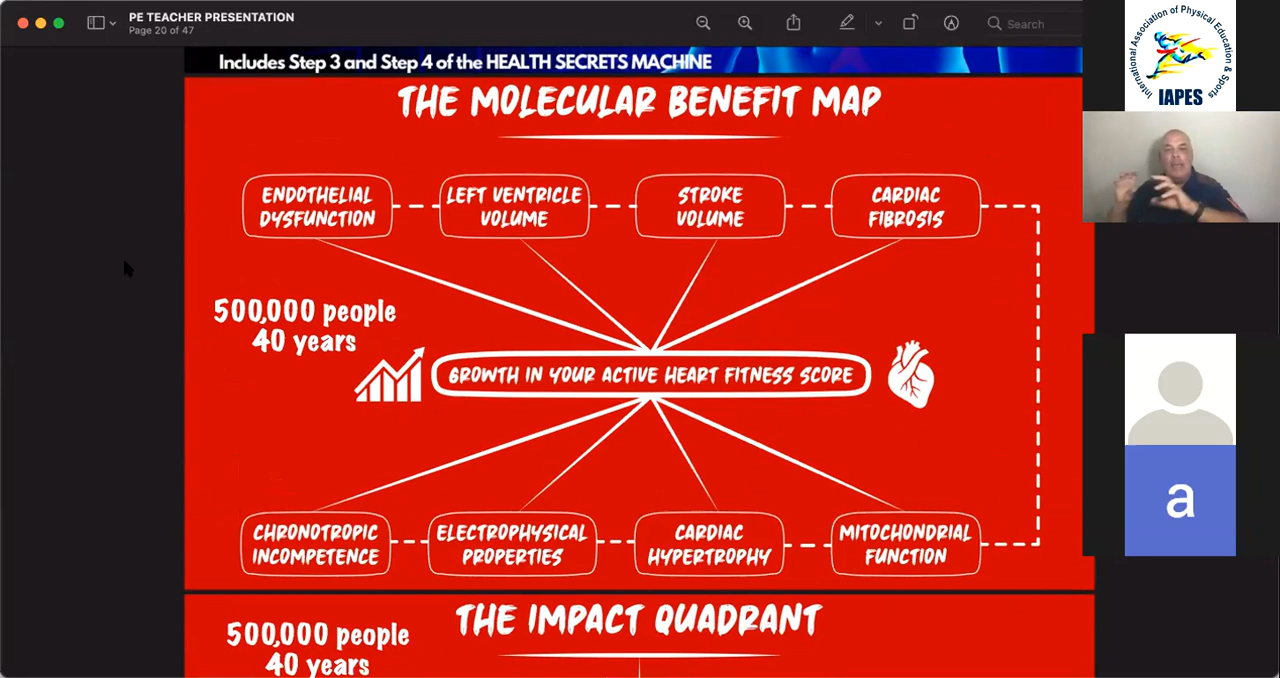 PE TEACHER PRESENTATION
Page 20 of 47
Search
International Association of Physical Education & Sports
IAPES
Includes Step 3 and Step 4 of the HEALTH SECRETS MACHINE
THE MOLECULAR BENEFIT MAP
ENDOTHELIAL
DYSFUNCTION
LEFT VENTRICLE
VOLUME
STROKE
VOLUME
CARDIAC
FIBROSIS
500,000 people
40 years
GROWTH IN YOUR ACTIVE HEART FITNESS SCORE
CHRONOTROPIC
INCOMPETENCE
ELECTROPHYSICAL
PROPERTIES
CARDIAC
HYPERTROPHY
MITOCHONDRIAL
FUNCTION
a
THE IMPACT QUADRANT
500,000 people
40 years